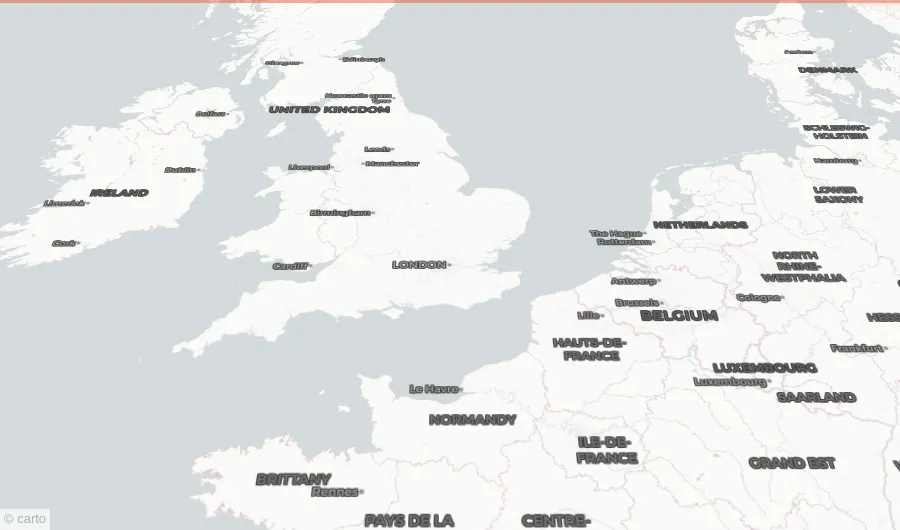 Glasgow
Edinburgh
Newcastle upon
Tyne
UNITED KINGDOM
Belfast
Leeds
Manchester
Liverpool
Dublin
IRELAND
Limerick
Cork
Birmingham
Cardiff
LONDON
DENMARK
SCHLESWIG-
HOLSTEIN
Hamburg
LOWER
SAXONY
NETHERLANDS
The Hague
Rotterdam
NORTH
RHINE-
WESTPHALIA
Antwerp
Brussels
Cologne
BELGIUM
Lille
HESS
Frankfurt
HAUTS-DE-
FRANCE
LUXEMBOURG
Luxembourg
SAARLAND
Le Havre
NORMANDY
ILE-DE-
FRANCE
GRAND EST
BRITTANY
Rennes
PAYS DE LA
CENTRE-
© carto